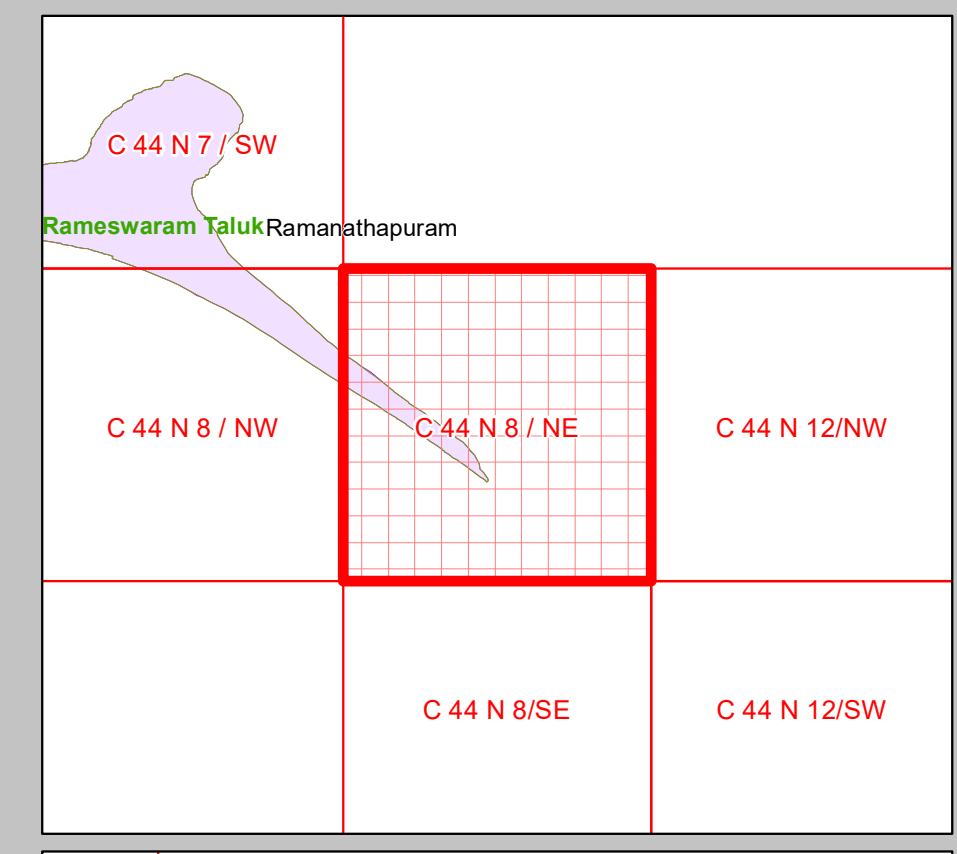 C 44 N 7 / SW
Rameswaram Taluk Ramanathapuram
C 44 N 8 / NW
C 44 N 8 / NE
C 44 N 12/NW
C 44 N 8/SE
C 44 N 12/SW